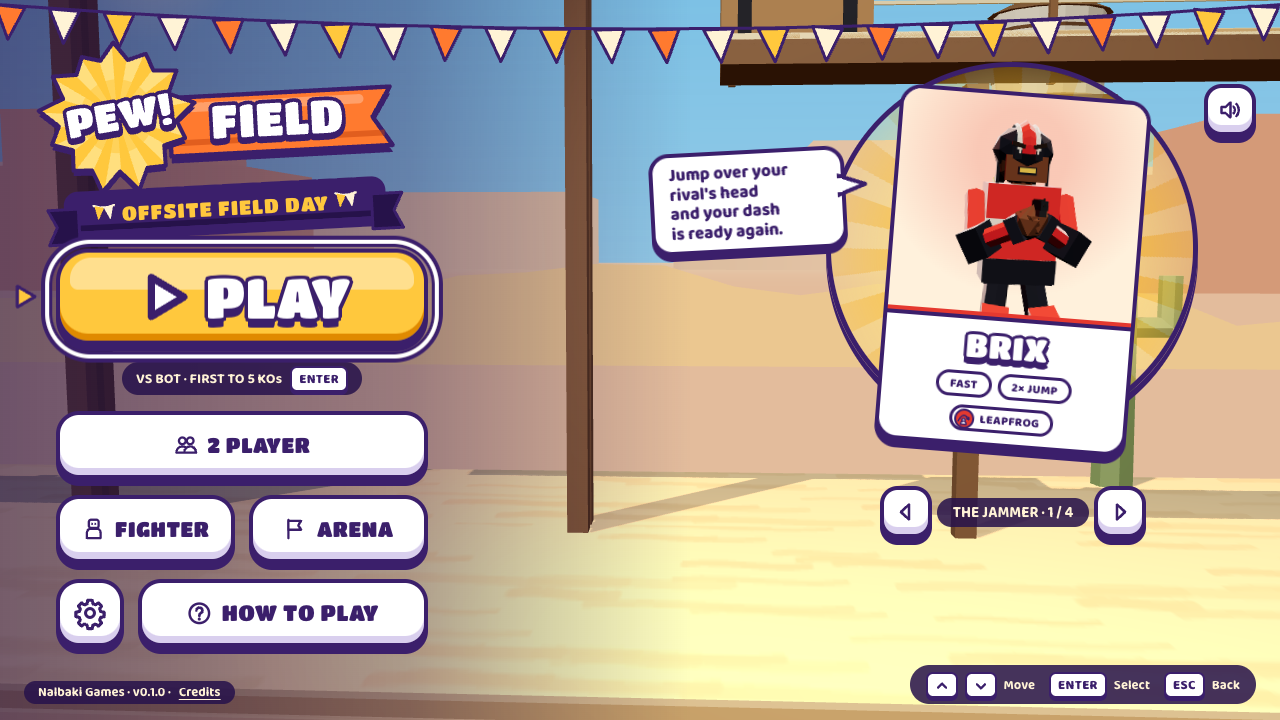 PEW! FIELD
OFFSITE FIELD DAY
PLAY
VS BOT · FIRST TO 5 KOs ENTER
2 PLAYER
FIGHTER
ARENA
HOW TO PLAY
Naibaki Games · v0.1.0 · Credits
Jump over your
rival's head
and your dash
is ready again.
BRIX
FAST
2× JUMP
LEAPFROG
THE JAMMER · 1 / 4
Move ENTER Select ESC Back